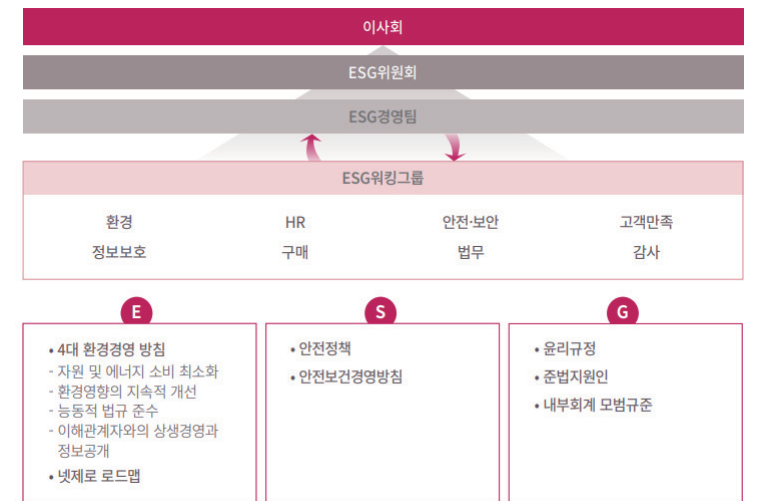 이사회
ESG위원회
ESG경영팀
ESG워킹그룹
환경 HR 안전·보안 고객만족
정보보호 구매 법무 감사
E
• 4대 환경경영 방침
- 자원 및 에너지 소비 최소화
- 환경영향의 지속적 개선
- 능동적 법규 준수
- 이해관계자와의 상생경영과
정보공개
• 넷제로 로드맵
S
• 안전정책
• 안전보건경영방침
G
• 윤리규정
• 준법지원인
• 내부회계 모범규준